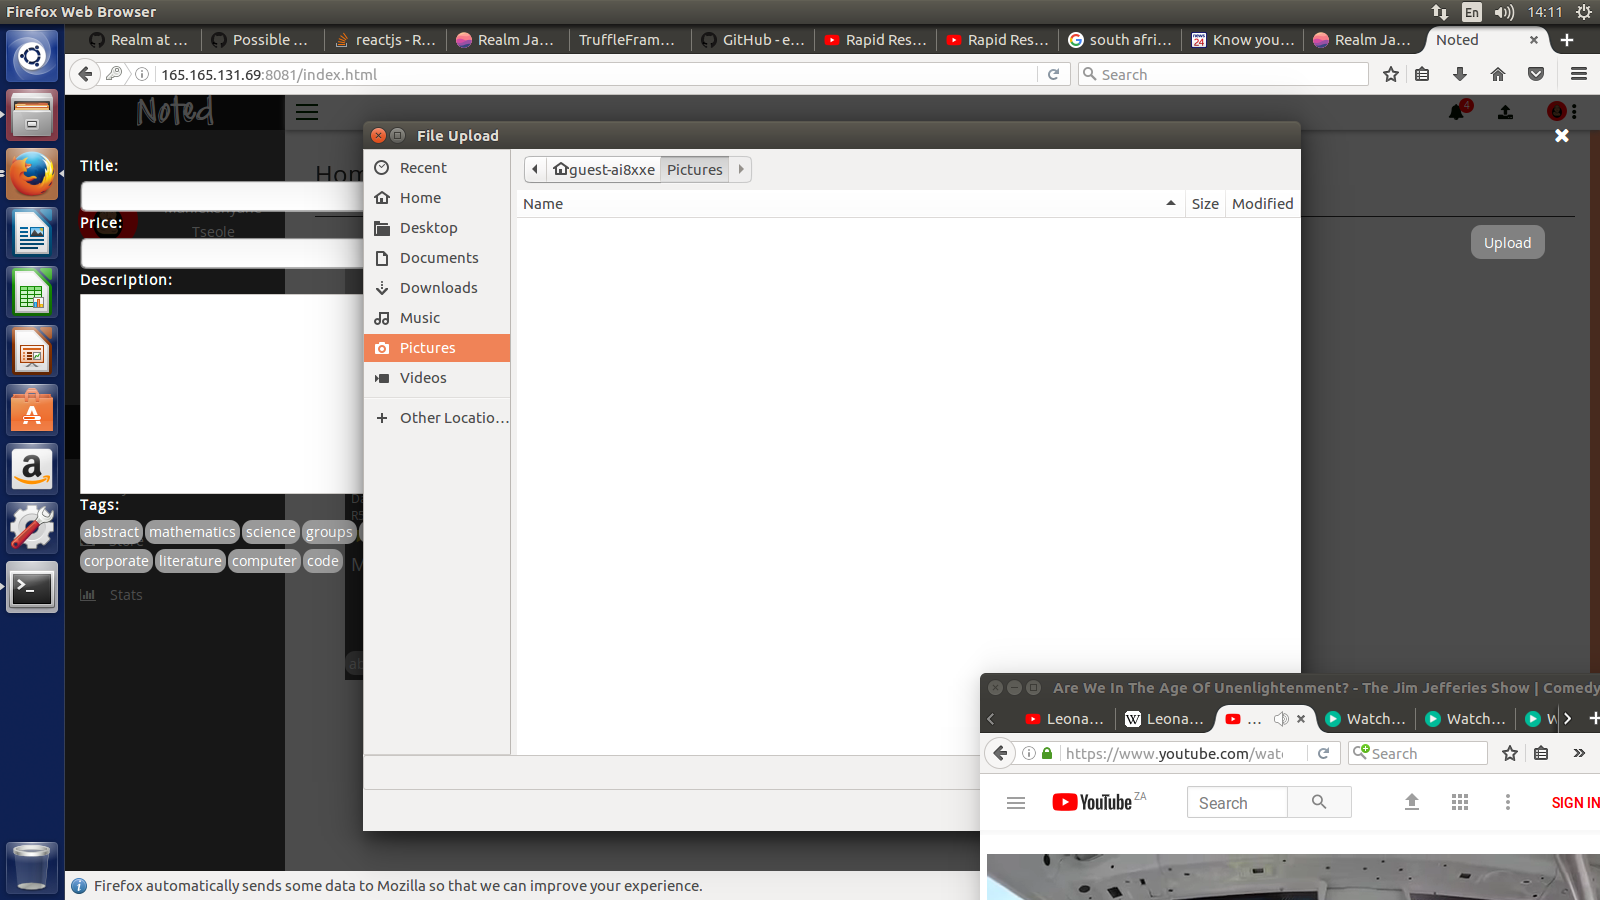 Firefox Web Browser
En
14:11
Realm at ...
Possible ...
reactjs - R...
Realm Ja...
TruffleFram...
GitHub - e...
Rapid Res...
Rapid Res...
south afri...
Know you...
Realm Ja...
Noted
165.165.131.69:8081/index.html
Search
Noted
4
File Upload
Title:
Price:
Tseole
Description:
Recent
Home
Desktop
Documents
Downloads
Music
Pictures
Videos
Other Locatio...
guest-ai8xxe
Pictures
Name
Size
Modified
Upload
Tags:
abstract
mathematics
science
groups
corporate
literature
computer
code
Stats
Are We In The Age Of Unenlightenment? - The Jim Jefferies Show | Comedy
Leona...
Leona...
...
Watch...
Watch...
W
https://www.youtube.com/watc
Search
YouTube ZA
Search
SIGN IN
Firefox automatically sends some data to Mozilla so that we can improve your experience.